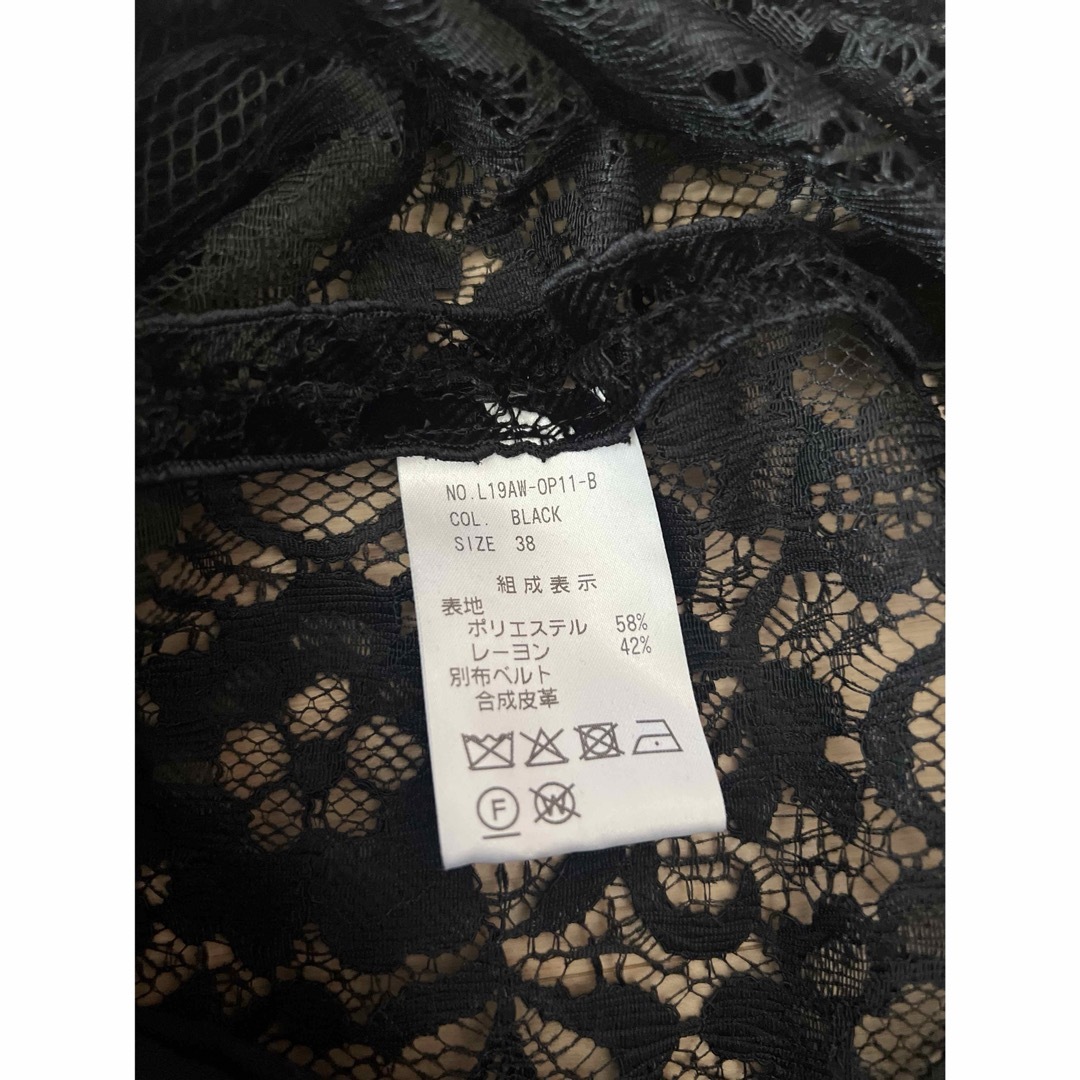 NO.L19AW-OP11-B
COL. BLACK
SIZE 38
組成表示
表地
ポリエステル 58%
レーヨン 42%
別布ベルト
合成皮革
F W